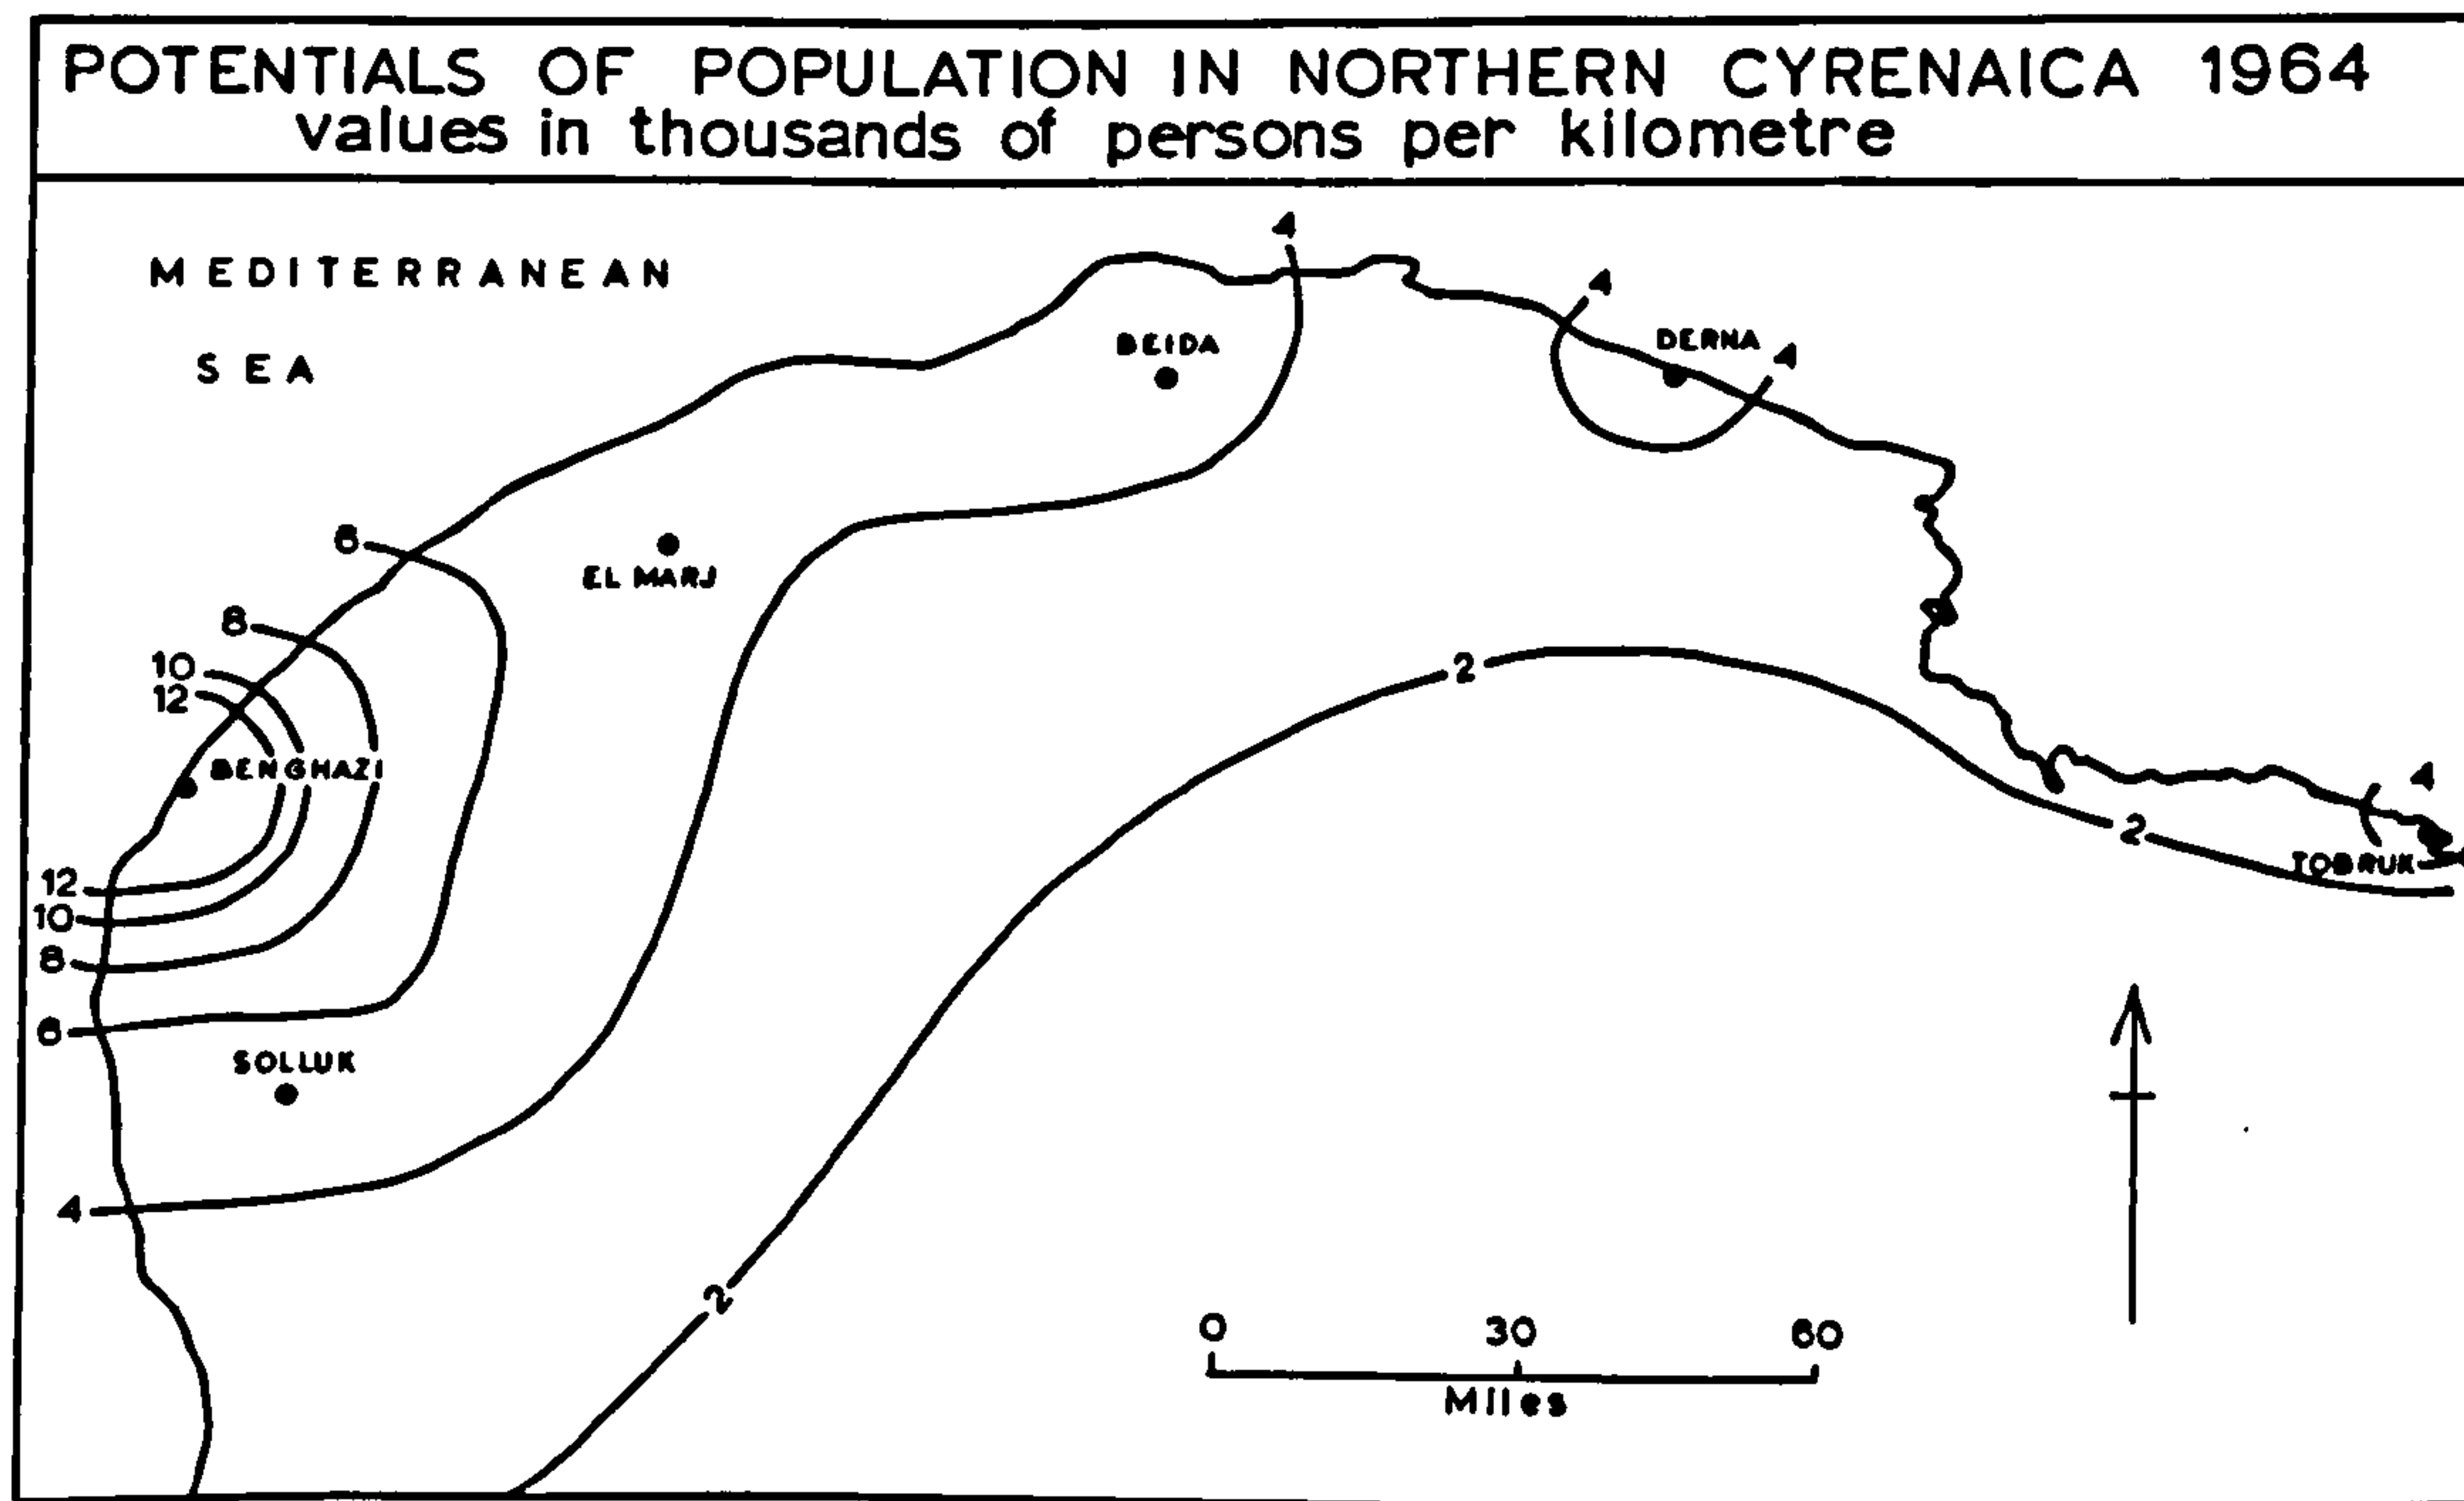 POTENTIALS OF POPULATION IN NORTHERN CYRENAICA 1964
values in thousands of persons per kilometre
MEDITERRANEAN
SEA
4
4
BEIDA
DERNA
4
6
EL MARJ
8
10
12
2
BENGHAZI
4
2
TOBRUK
12
10
8
6
SOLLUK
4
2
0 30 60
Miles